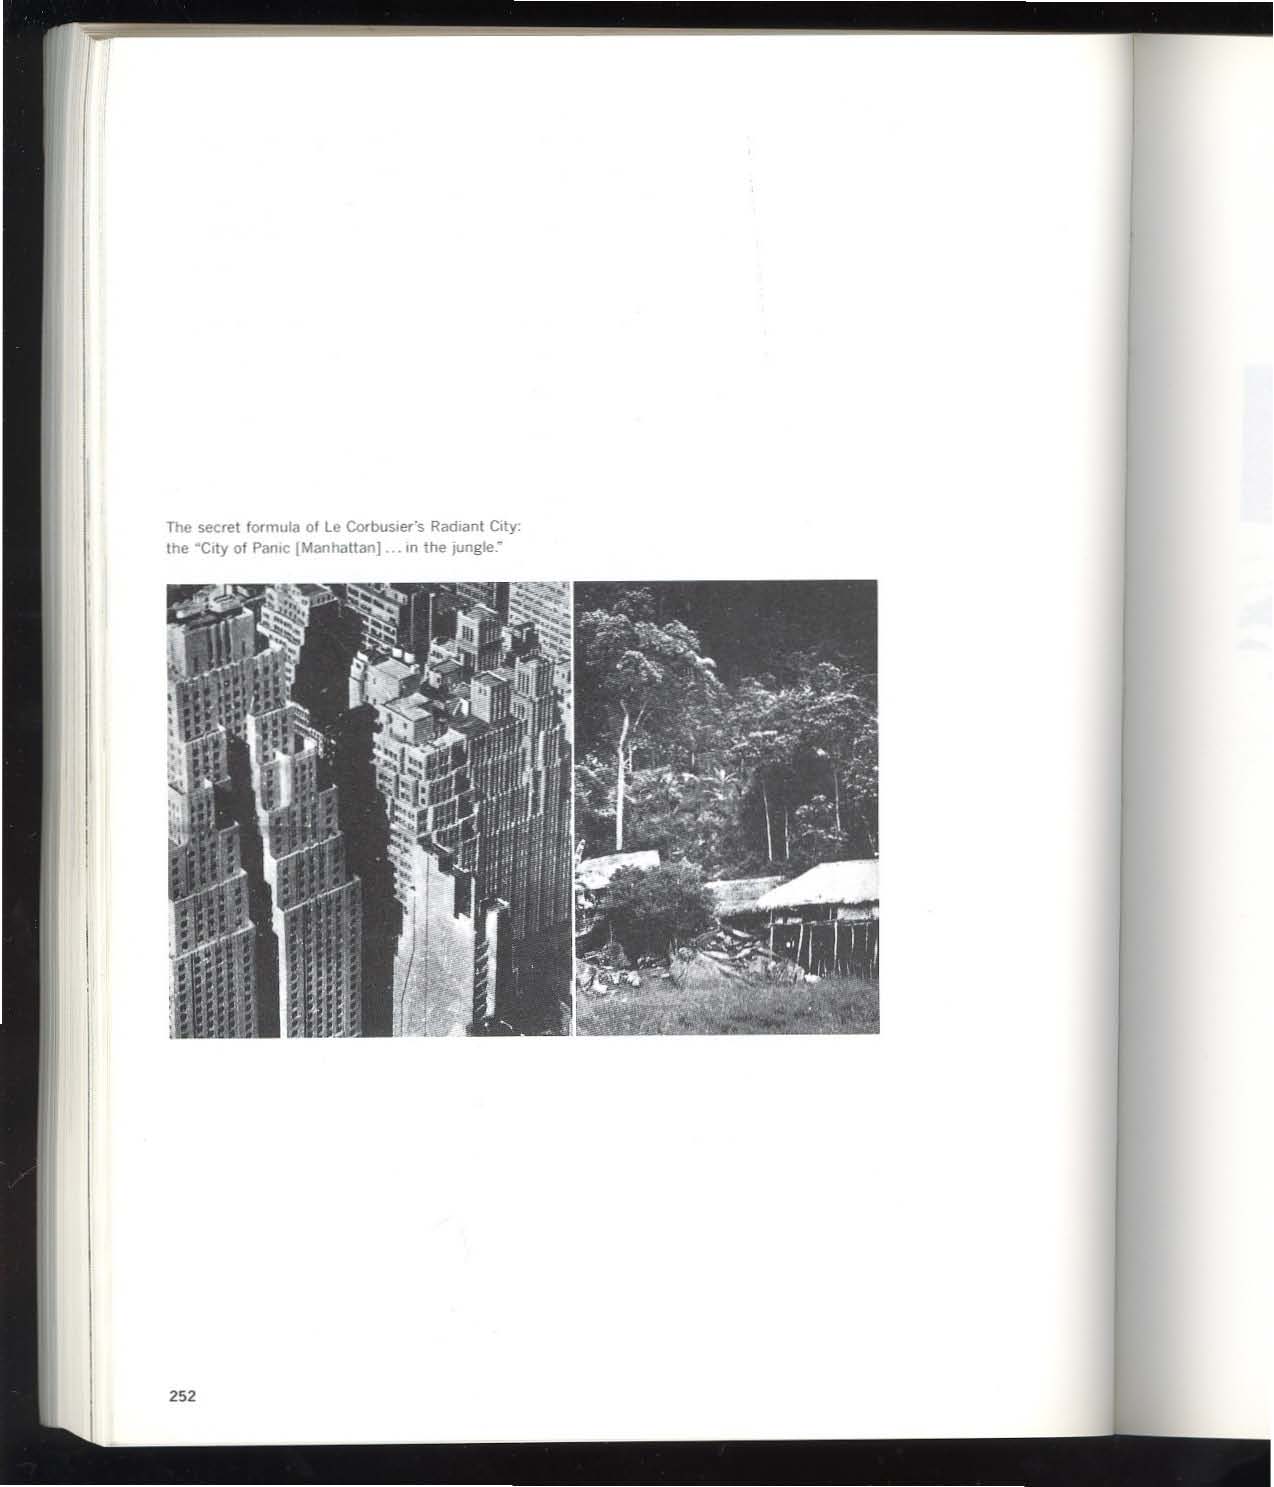 The secret formula of Le Corbusier's Radiant City:
the "City of Panic [Manhattan] ... in the jungle."
252